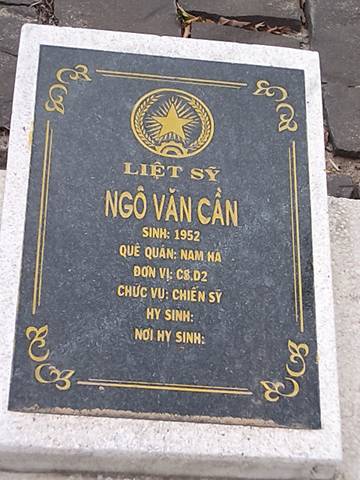 LIỆT SỸ
NGÔ VĂN CẦN
SINH: 1952
QUÊ QUÁN: NAM HÀ
ĐƠN VỊ: C8.D2
CHỨC VỤ: CHIẾN SỸ
HY SINH:
NƠI HY SINH: